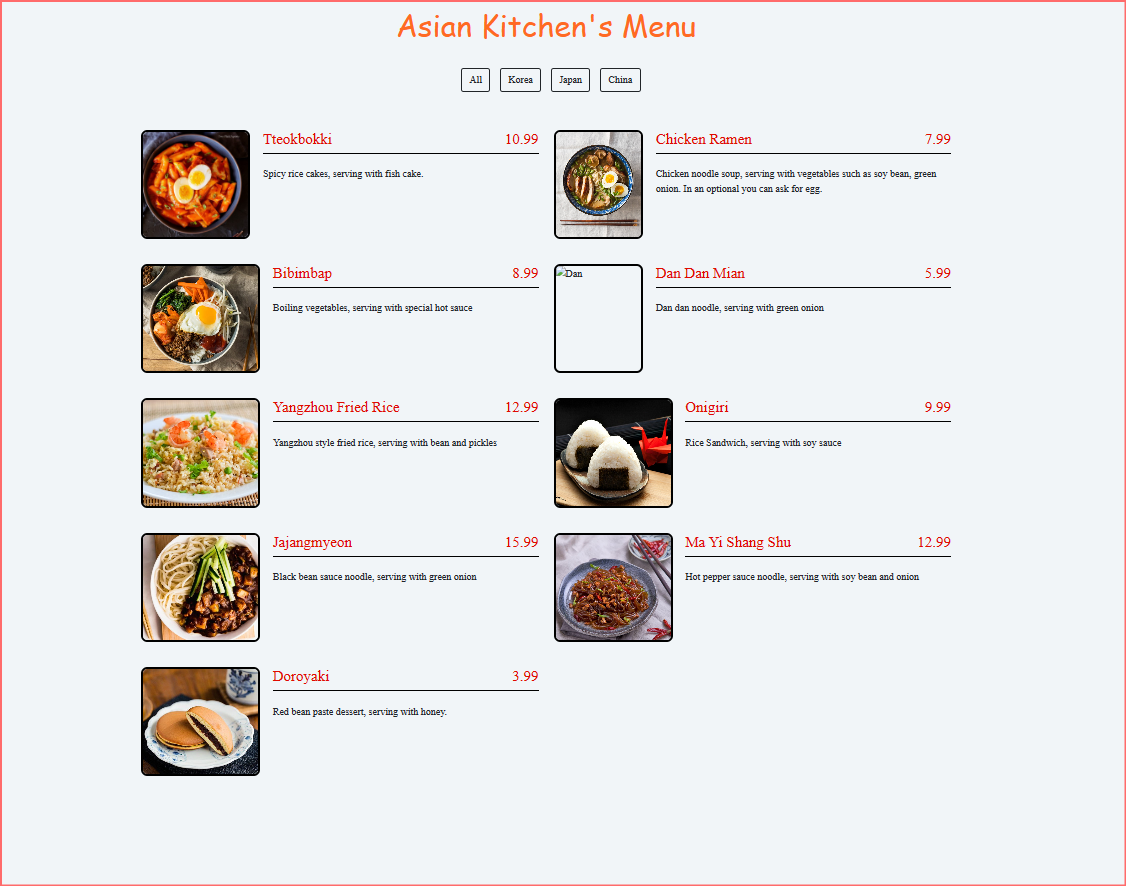 Asian Kitchen's Menu
All Korea Japan China
Tteokbokki 10.99
Spicy rice cakes, serving with fish cake.
Chicken Ramen 7.99
Chicken noodle soup, serving with vegetables such as soy bean, green
onion. In an optional you can ask for egg.
Bibimbap 8.99
Boiling vegetables, serving with special hot sauce
Dan
Dan Dan Mian 5.99
Dan dan noodle, serving with green onion
Yangzhou Fried Rice 12.99
Yangzhou style fried rice, serving with bean and pickles
Onigiri 9.99
Rice Sandwich, serving with soy sauce
Jajangmyeon 15.99
Black bean sauce noodle, serving with green onion
Ma Yi Shang Shu 12.99
Hot pepper sauce noodle, serving with soy bean and onion
Doroyaki 3.99
Red bean paste dessert, serving with honey.